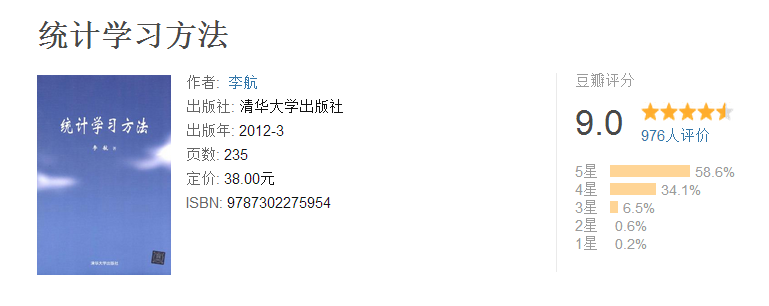 统计学习方法
统计学习方法
李航 著
清华大学出版社
作者: 李航
出版社: 清华大学出版社
出版年: 2012-3
页数: 235
定价: 38.00元
ISBN: 9787302275954
豆瓣评分
9.0
976人评价
5星 58.6%
4星 34.1%
3星 6.5%
2星 0.6%
1星 0.2%